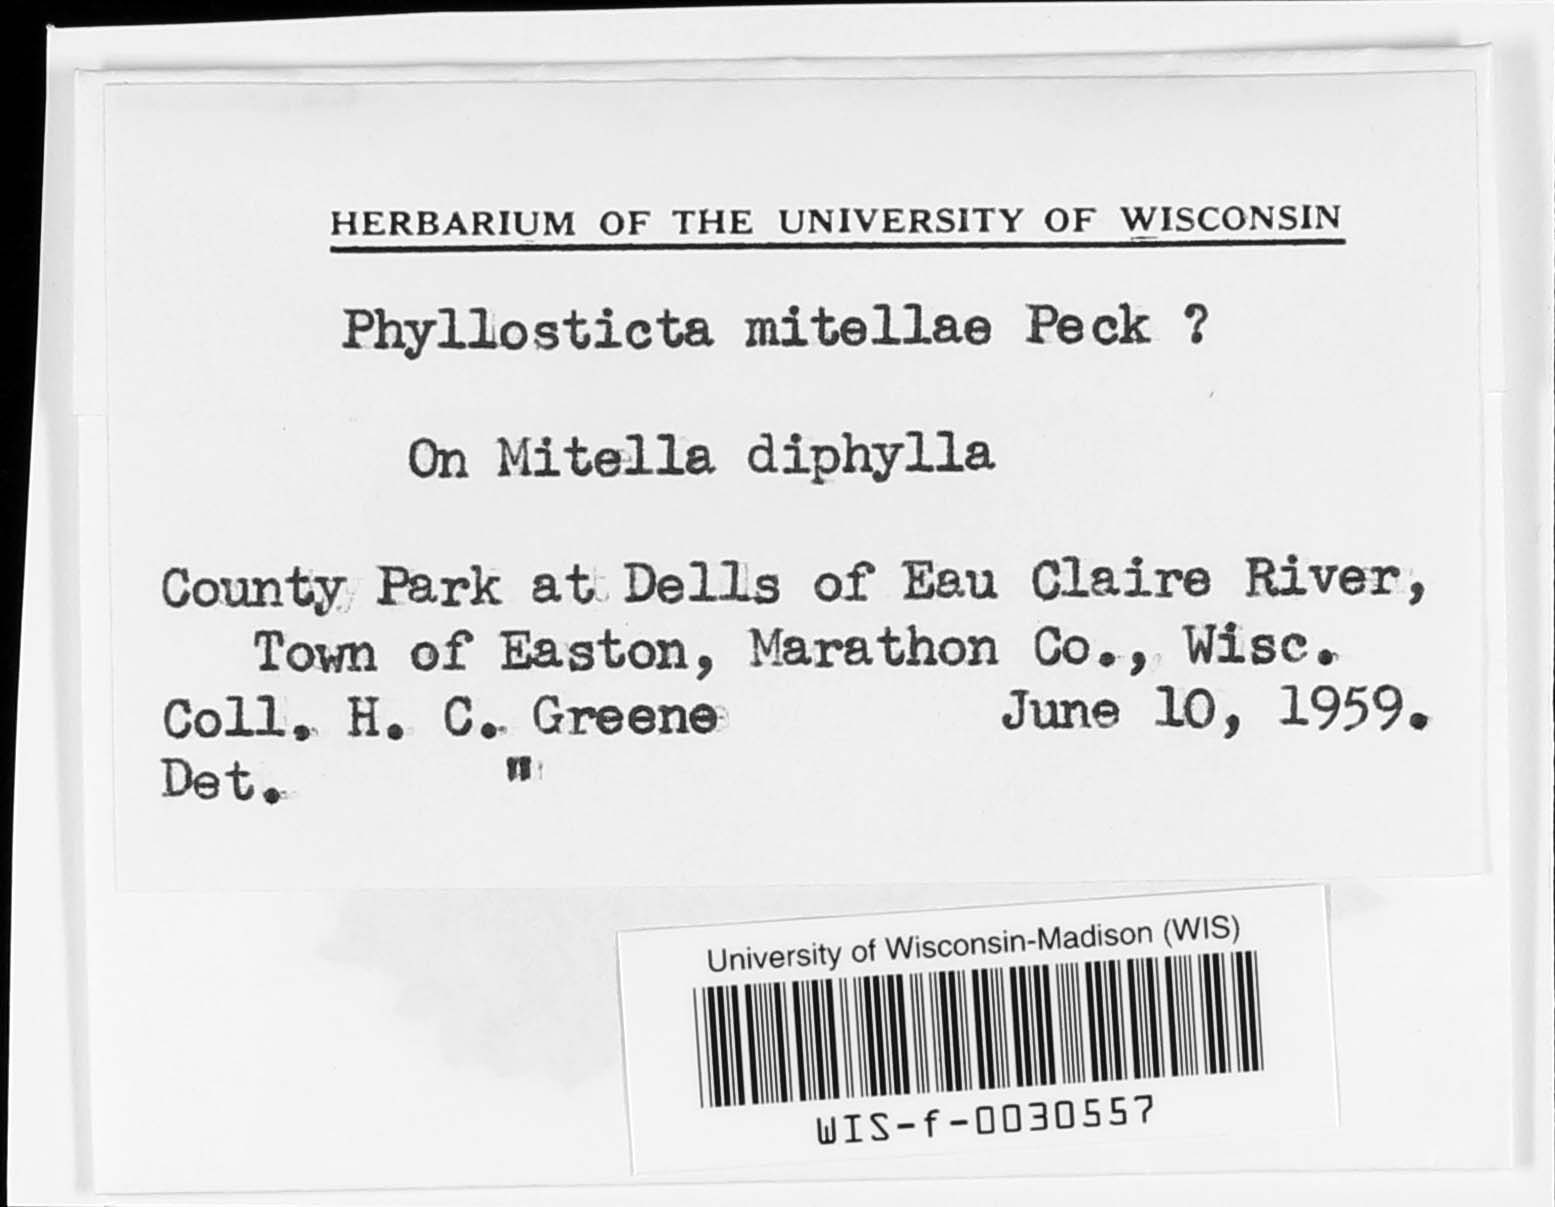 HERBARIUM OF THE UNIVERSITY OF WISCONSIN
Phyllosticta mitellae Peck ?
On Mitella diphylla
County Park at Dells of Eau Claire River,
Town of Easton, Marathon Co., Wisc.
Coll. H. C. Greene June 10, 1959.
Det. "
University of Wisconsin-Madison (WIS)
WIS-f-0030557